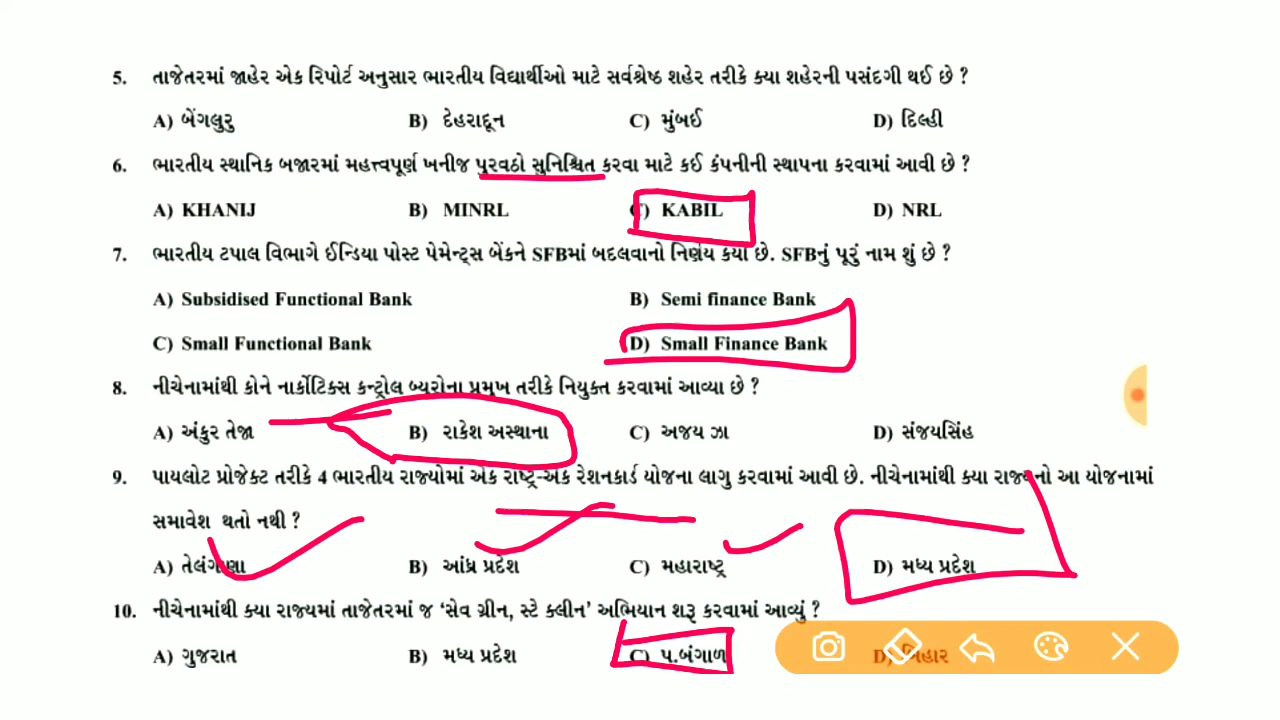 5. તાજેતરમાં જાહેર એક રિપોર્ટ અનુસાર ભારતીય વિદ્યાર્થીઓ માટે સર્વશ્રેષ્ઠ શહેર તરીકે ક્યા શહેરની પસંદગી થઈ છે ?
A) બેંગલુરુ B) દેહરાદૂન C) મુંબઈ D) દિલ્હી
6. ભારતીય સ્થાનિક બજારમાં મહત્ત્વપૂર્ણ ખનીજ પુરવઠો સુનિશ્ચિત કરવા માટે કઈ કંપનીની સ્થાપના કરવામાં આવી છે ?
A) KHANIJ B) MINRL C) KABIL D) NRL
7. ભારતીય ટપાલ વિભાગે ઈન્ડિયા પોસ્ટ પેમેન્ટ્સ બેંકને SFBમાં બદલવાનો નિર્ણય કર્યો છે. SFBનું પૂરું નામ શું છે ?
A) Subsidised Functional Bank B) Semi finance Bank
C) Small Functional Bank D) Small Finance Bank
8. નીચેનામાંથી કોને નાર્કોટિક્સ કન્ટ્રોલ બ્યૂરોના પ્રમુખ તરીકે નિયુક્ત કરવામાં આવ્યા છે ?
A) અંકુર તેજા B) રાકેશ અસ્થાના C) અજય ઝા D) સંજયસિંહ
9. પાયલોટ પ્રોજેક્ટ તરીકે 4 ભારતીય રાજ્યોમાં એક રાષ્ટ્ર-એક રેશનકાર્ડ યોજના લાગુ કરવામાં આવી છે. નીચેનામાંથી ક્યા રાજ્યનો આ યોજનામાં
સમાવેશ થતો નથી ?
A) તેલંગાણા B) આંધ્ર પ્રદેશ C) મહારાષ્ટ્ર D) મધ્ય પ્રદેશ
10. નીચેનામાંથી ક્યા રાજ્યમાં તાજેતરમાં જ ‘સેવ ગ્રીન, સ્ટે ક્લીન’ અભિયાન શરૂ કરવામાં આવ્યું ?
A) ગુજરાત B) મધ્ય પ્રદેશ C) પ.બંગાળ D) બિહાર